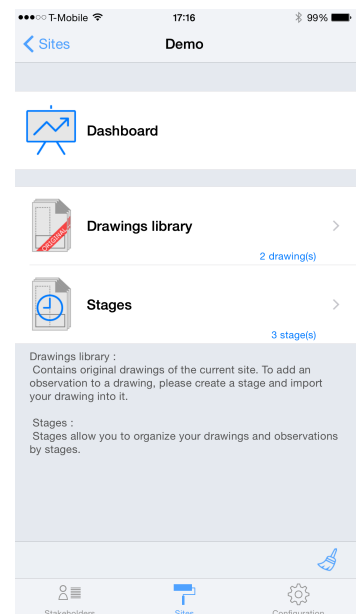 T-Mobile 17:16 99%
Sites Demo
Dashboard
ORIGINAL
Drawings library
2 drawing(s)
Stages
3 stage(s)
Drawings library :
Contains original drawings of the current site. To add an
observation to a drawing, please create a stage and import
your drawing into it.
Stages :
Stages allow you to organize your drawings and observations
by stages.
Stakeholders Sites Configuration